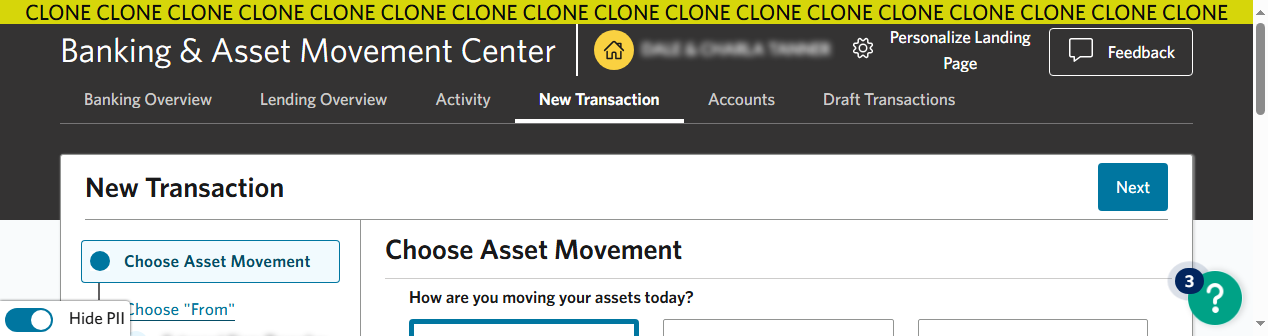 CLONE CLONE CLONE CLONE CLONE CLONE CLONE CLONE CLONE CLONE CLONE CLONE CLONE CLONE CLONE CLONE CLONE
Banking & Asset Movement Center
Personalize Landing
Page
Feedback
Banking Overview Lending Overview Activity New Transaction Accounts Draft Transactions
New Transaction
Next
Choose Asset Movement
Choose Asset Movement
How are you moving your assets today?
Choose "From"
Hide PII
3
?